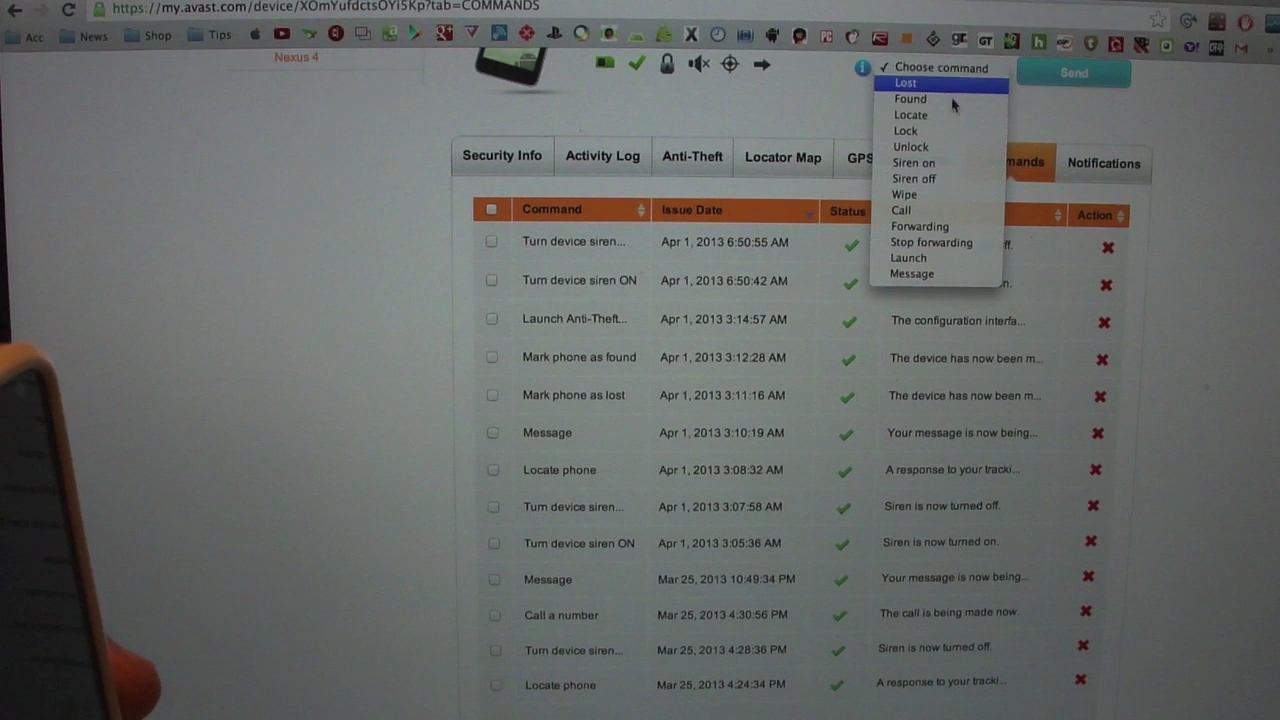 https://my.avast.com/device/XOmYufdctsOYi5Kp?tab=COMMANDS
Acc News Shop Tips
Nexus 4
✓ Choose command
Send
Lost
Found
Locate
Lock
Unlock
Siren on
Siren off
Wipe
Call
Forwarding
Stop forwarding
Launch
Message
Security Info Activity Log Anti-Theft Locator Map GPS mands Notifications
Command Issue Date Status Action
Turn device siren... Apr 1, 2013 6:50:55 AM ff.
Turn device siren ON Apr 1, 2013 6:50:42 AM n.
Launch Anti-Theft... Apr 1, 2013 3:14:57 AM The configuration interfa...
Mark phone as found Apr 1, 2013 3:12:28 AM The device has now been m...
Mark phone as lost Apr 1, 2013 3:11:16 AM The device has now been m...
Message Apr 1, 2013 3:10:19 AM Your message is now being...
Locate phone Apr 1, 2013 3:08:32 AM A response to your tracki...
Turn device siren... Apr 1, 2013 3:07:58 AM Siren is now turned off.
Turn device siren ON Apr 1, 2013 3:05:36 AM Siren is now turned on.
Message Mar 25, 2013 10:49:34 PM Your message is now being...
Call a number Mar 25, 2013 4:30:56 PM The call is being made now.
Turn device siren... Mar 25, 2013 4:28:36 PM Siren is now turned off.
Locate phone Mar 25, 2013 4:24:34 PM A response to your tracki...